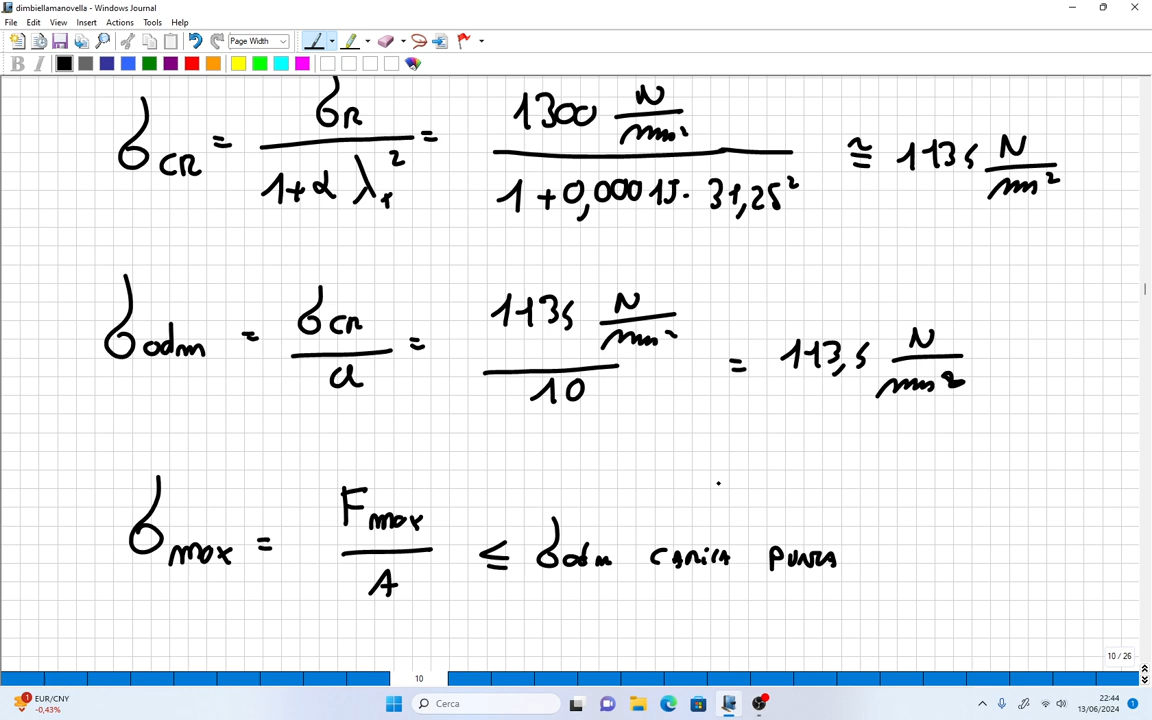 dimbiellamanovella - Windows Journal
File Edit View Insert Actions Tools Help
Page Width
B I
σCR = σR / (1 + α λ₁²) = 1300 N/mm² / (1 + 0,00015 · 31,25²) ≅ 1135 N/mm²
σadm = σCR / a = 1135 N/mm² / 10 = 113,5 N/mm²
σmax = Fmax / A ≤ σadm CARICA PUNTA
10 / 26
10
EUR/CNY
-0,43%
1
Cerca
22:44
13/06/2024
1